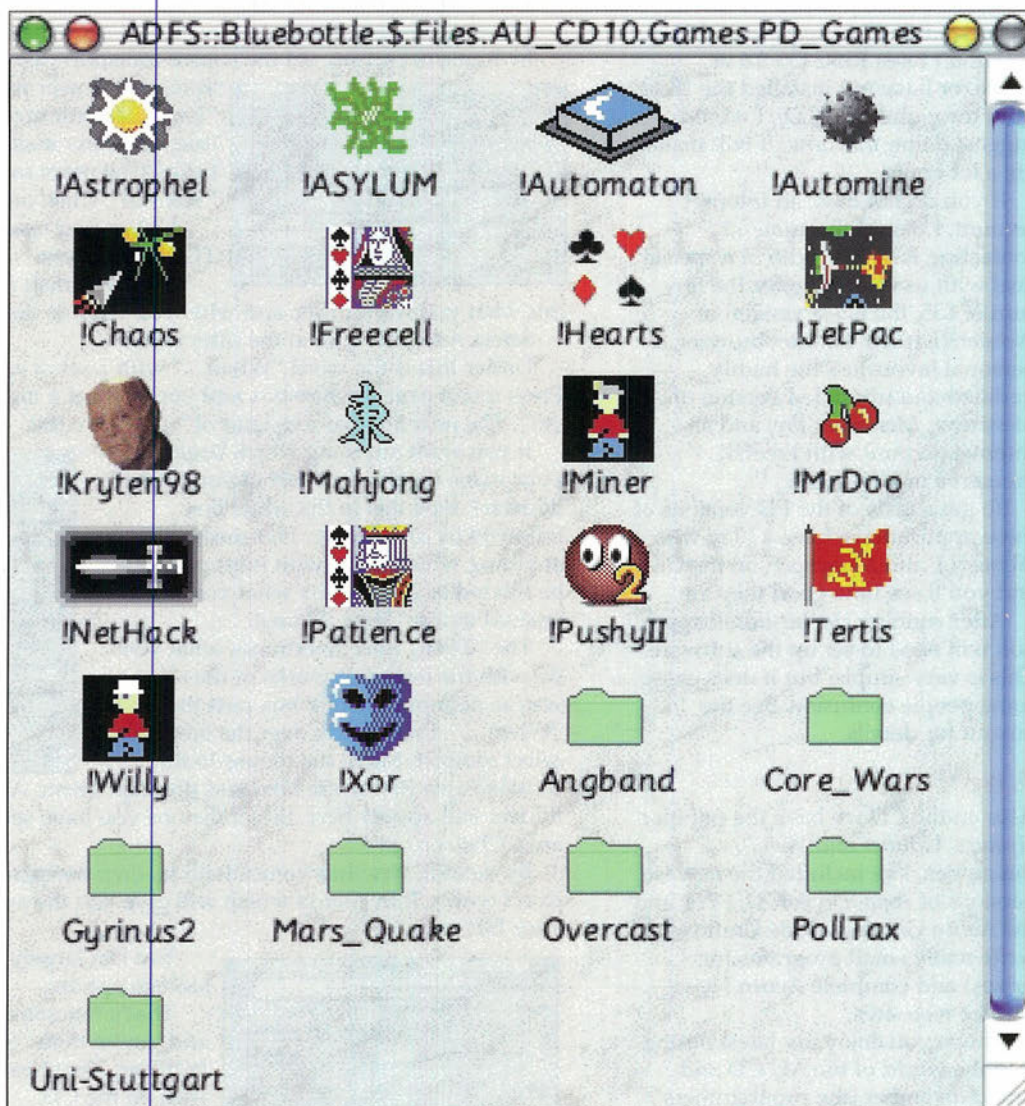 ADFS::Bluebottle.$.Files.AU_CD10.Games.PD_Games
!Astrophel !ASYLUM !Automaton !Automine
!Chaos !Freecell !Hearts !JetPac
!Kryten98 !Mahjong !Miner !MrDoo
2
!NetHack !Patience !PushyII !Tertis
!Willy !Xor Angband Core_Wars
Gyrinus2 Mars_Quake Overcast PollTax
Uni-Stuttgart